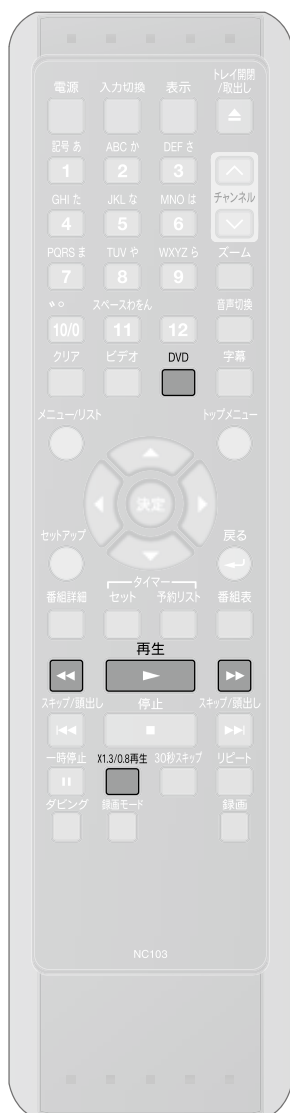 電源 入力切換 表示 トレイ開閉
/取出し
記号 あ ABC か DEF さ
1 2 3
GHI た JKL な MNO は チャンネル
4 5 6
PQRS ま TUV や WXYZ ら ズーム
7 8 9
゛゜ スペースわをん 音声切換
10/0 11 12
クリア ビデオ DVD 字幕
メニュー/リスト トップメニュー
決定
セットアップ 戻る
タイマー
番組詳細 セット 予約リスト 番組表
再生
スキップ/頭出し 停止 スキップ/頭出し
一時停止 X1.3/0.8再生 30秒スキップ リピート
ダビング 録画モード 録画
NC103